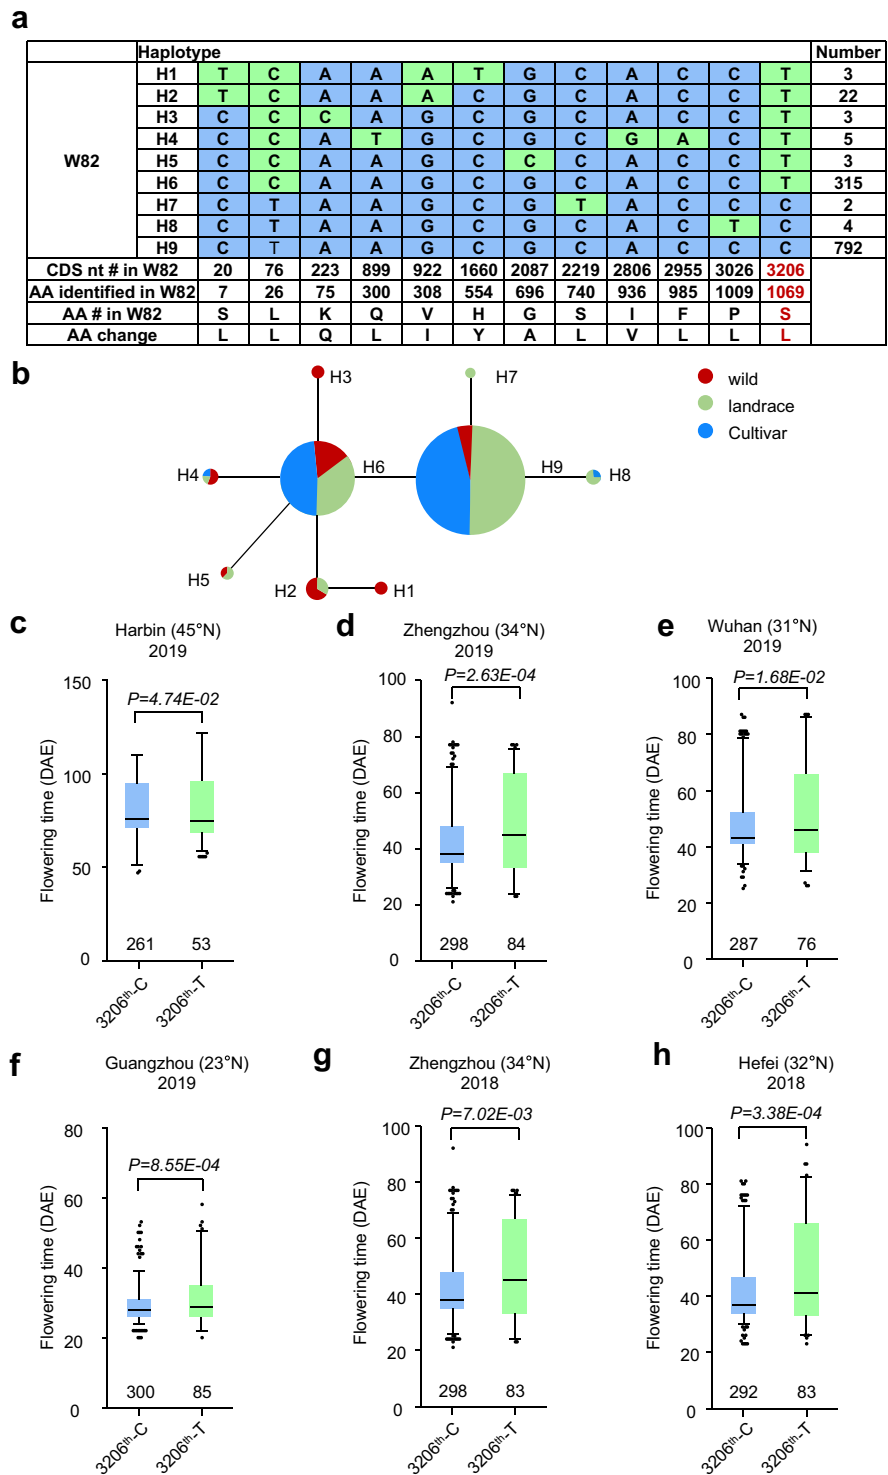 a
Haplotype Number
H1 T C A A A T G C A C C T 3
H2 T C A A A C G C A C C T 22
H3 C C C A G C G C A C C T 3
H4 C C A T G C G C G A C T 5
W82 H5 C C A A G C C C A C C T 3
H6 C C A A G C G C A C C T 315
H7 C T A A G C G T A C C C 2
H8 C T A A G C G C A C T C 4
H9 C T A A G C G C A C C C 792
CDS nt # in W82 20 76 223 899 922 1660 2087 2219 2806 2955 3026 3206
AA identified in W82 7 26 75 300 308 554 696 740 936 985 1009 1069
AA # in W82 S L K Q V H G S I F P S
AA change L L Q L I Y A L V L L L
b
H3
H7
wild
landrace
Cultivar
H4
H6
H9
H8
H5
H2
H1
c
Harbin (45°N)
2019
P=4.74E-02
Flowering time (DAE)
150
100
50
0
261 53
3206th-C
3206th-T
d
Zhengzhou (34°N)
2019
P=2.63E-04
Flowering time (DAE)
100
80
60
40
20
0
298 84
3206th-C
3206th-T
e
Wuhan (31°N)
2019
P=1.68E-02
Flowering time (DAE)
100
80
60
40
20
0
287 76
3206th-C
3206th-T
f
Guangzhou (23°N)
2019
P=8.55E-04
Flowering time (DAE)
80
60
40
20
0
300 85
3206th-C
3206th-T
g
Zhengzhou (34°N)
2018
P=7.02E-03
Flowering time (DAE)
100
80
60
40
20
0
298 83
3206th-C
3206th-T
h
Hefei (32°N)
2018
P=3.38E-04
Flowering time (DAE)
100
80
60
40
20
0
292 83
3206th-C
3206th-T